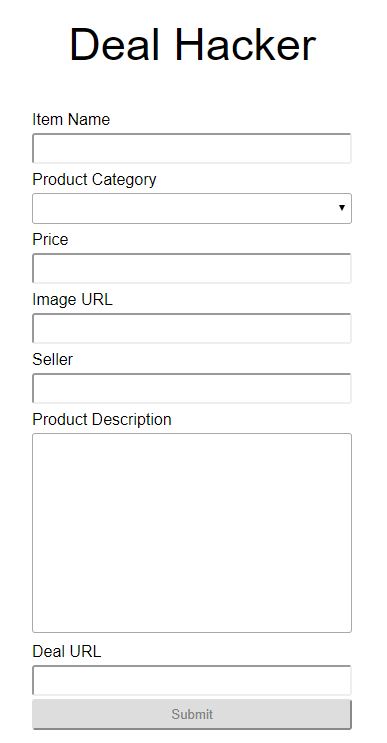 Deal Hacker
Item Name
Product Category
Price
Image URL
Seller
Product Description
Deal URL
Submit